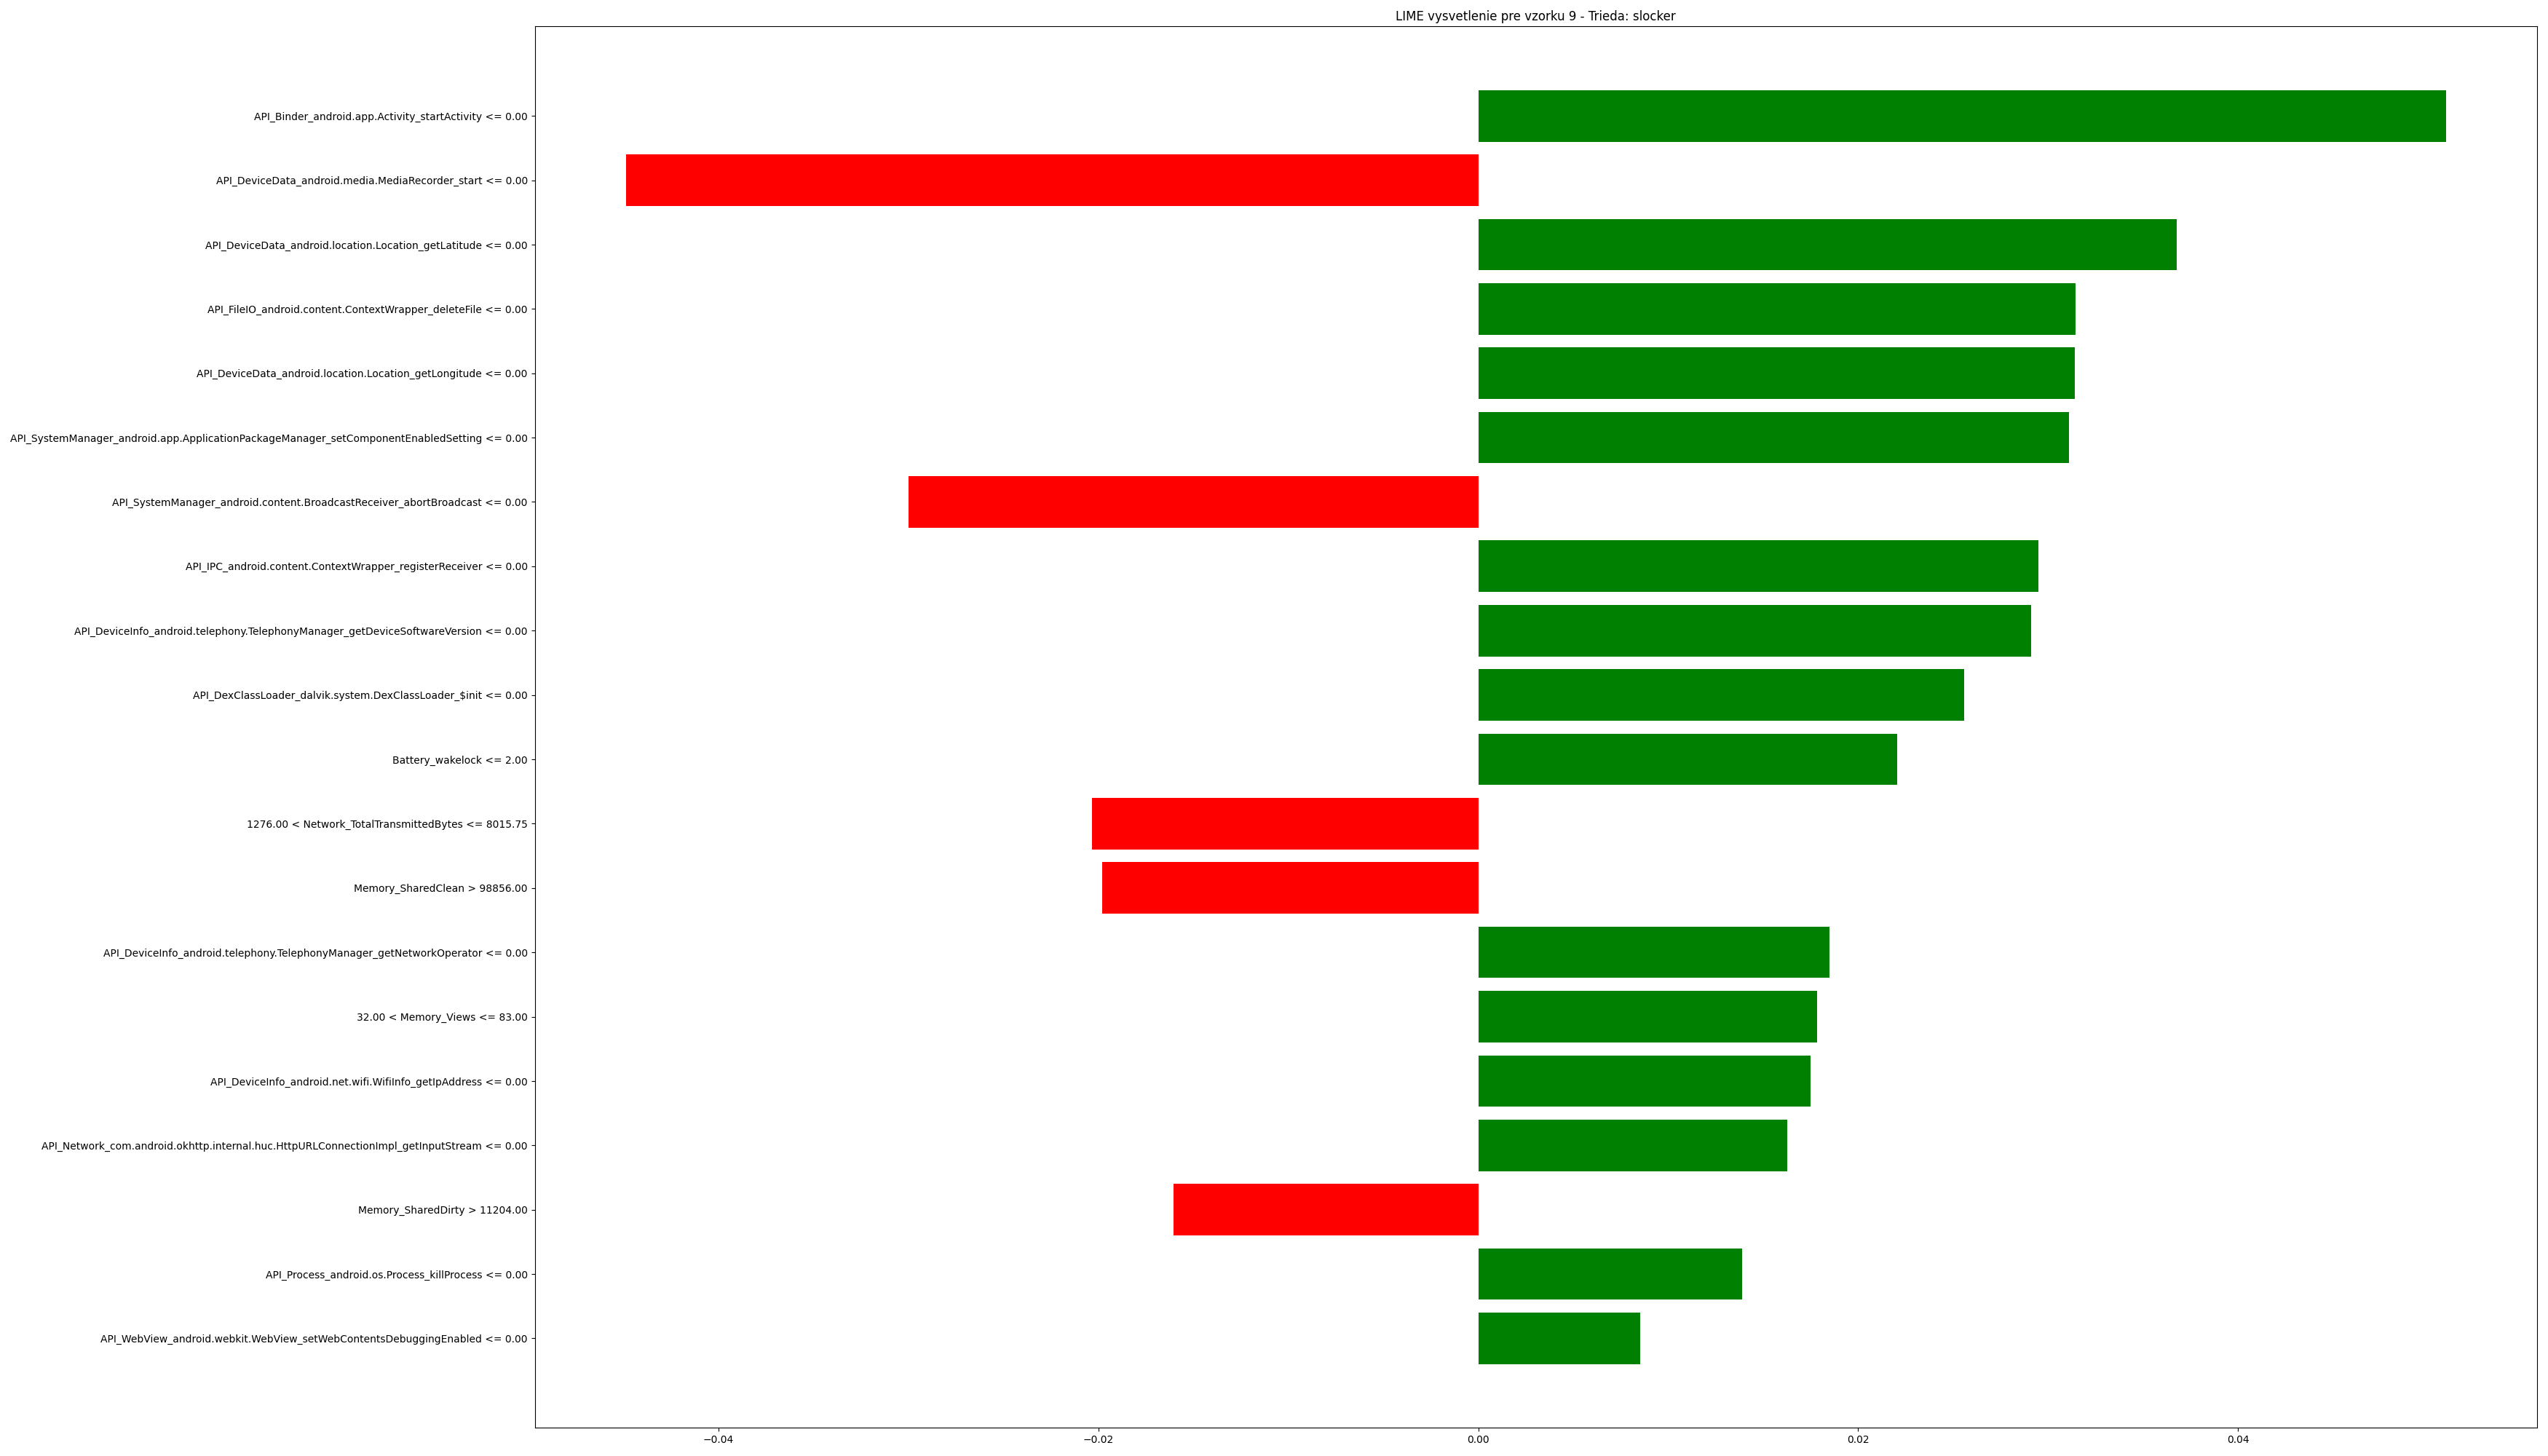 LIME vysvetlenie pre vzorku 9 - Trieda: slocker
API_Binder_android.app.Activity_startActivity <= 0.00
API_DeviceData_android.media.MediaRecorder_start <= 0.00
API_DeviceData_android.location.Location_getLatitude <= 0.00
API_FileIO_android.content.ContextWrapper_deleteFile <= 0.00
API_DeviceData_android.location.Location_getLongitude <= 0.00
API_SystemManager_android.app.ApplicationPackageManager_setComponentEnabledSetting <= 0.00
API_SystemManager_android.content.BroadcastReceiver_abortBroadcast <= 0.00
API_IPC_android.content.ContextWrapper_registerReceiver <= 0.00
API_DeviceInfo_android.telephony.TelephonyManager_getDeviceSoftwareVersion <= 0.00
API_DexClassLoader_dalvik.system.DexClassLoader_$init <= 0.00
Battery_wakelock <= 2.00
1276.00 < Network_TotalTransmittedBytes <= 8015.75
Memory_SharedClean > 98856.00
API_DeviceInfo_android.telephony.TelephonyManager_getNetworkOperator <= 0.00
32.00 < Memory_Views <= 83.00
API_DeviceInfo_android.net.wifi.WifiInfo_getIpAddress <= 0.00
API_Network_com.android.okhttp.internal.huc.HttpURLConnectionImpl_getInputStream <= 0.00
Memory_SharedDirty > 11204.00
API_Process_android.os.Process_killProcess <= 0.00
API_WebView_android.webkit.WebView_setWebContentsDebuggingEnabled <= 0.00
−0.04 −0.02 0.00 0.02 0.04